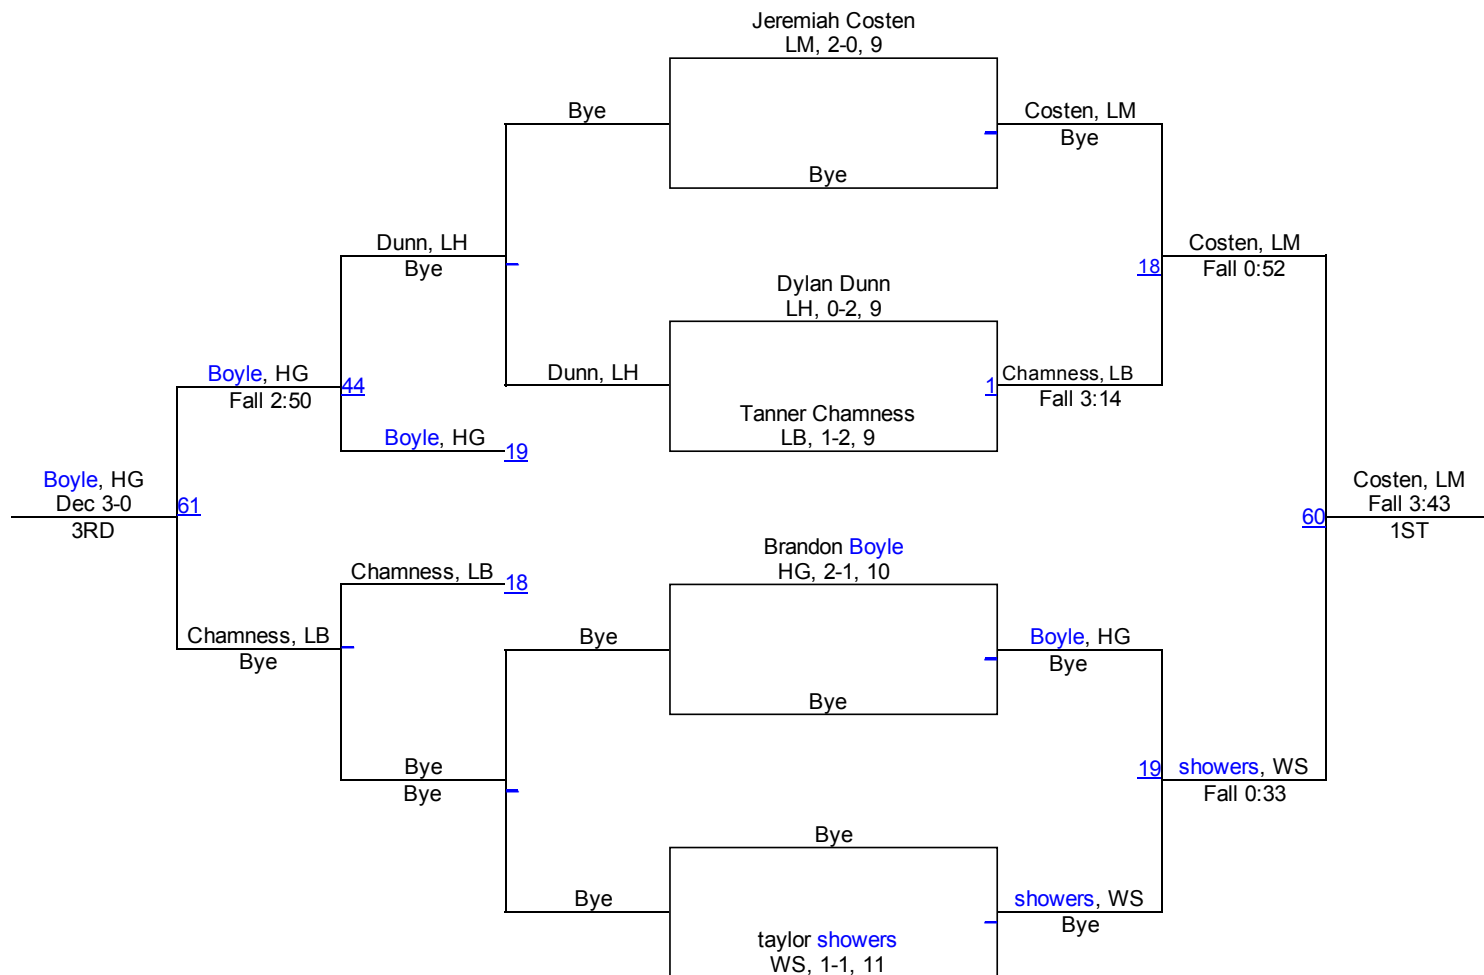 Jeremiah Costen
LM, 2-0, 9
Bye
Costen, LM
Bye
Bye
Dunn, LH
Bye
Costen, LM
18
Fall 0:52
Dylan Dunn
LH, 0-2, 9
Dunn, LH
Boyle, HG
44
Fall 2:50
1
Chamness, LB
Fall 3:14
Tanner Chamness
LB, 1-2, 9
Boyle, HG
19
Boyle, HG
Dec 3-0
61
3RD
Costen, LM
Fall 3:43
60
1ST
Brandon Boyle
HG, 2-1, 10
Chamness, LB
18
Chamness, LB
Bye
Bye
Boyle, HG
Bye
Bye
Bye
Bye
19
showers, WS
Fall 0:33
Bye
Bye
showers, WS
Bye
taylor showers
WS, 1-1, 11